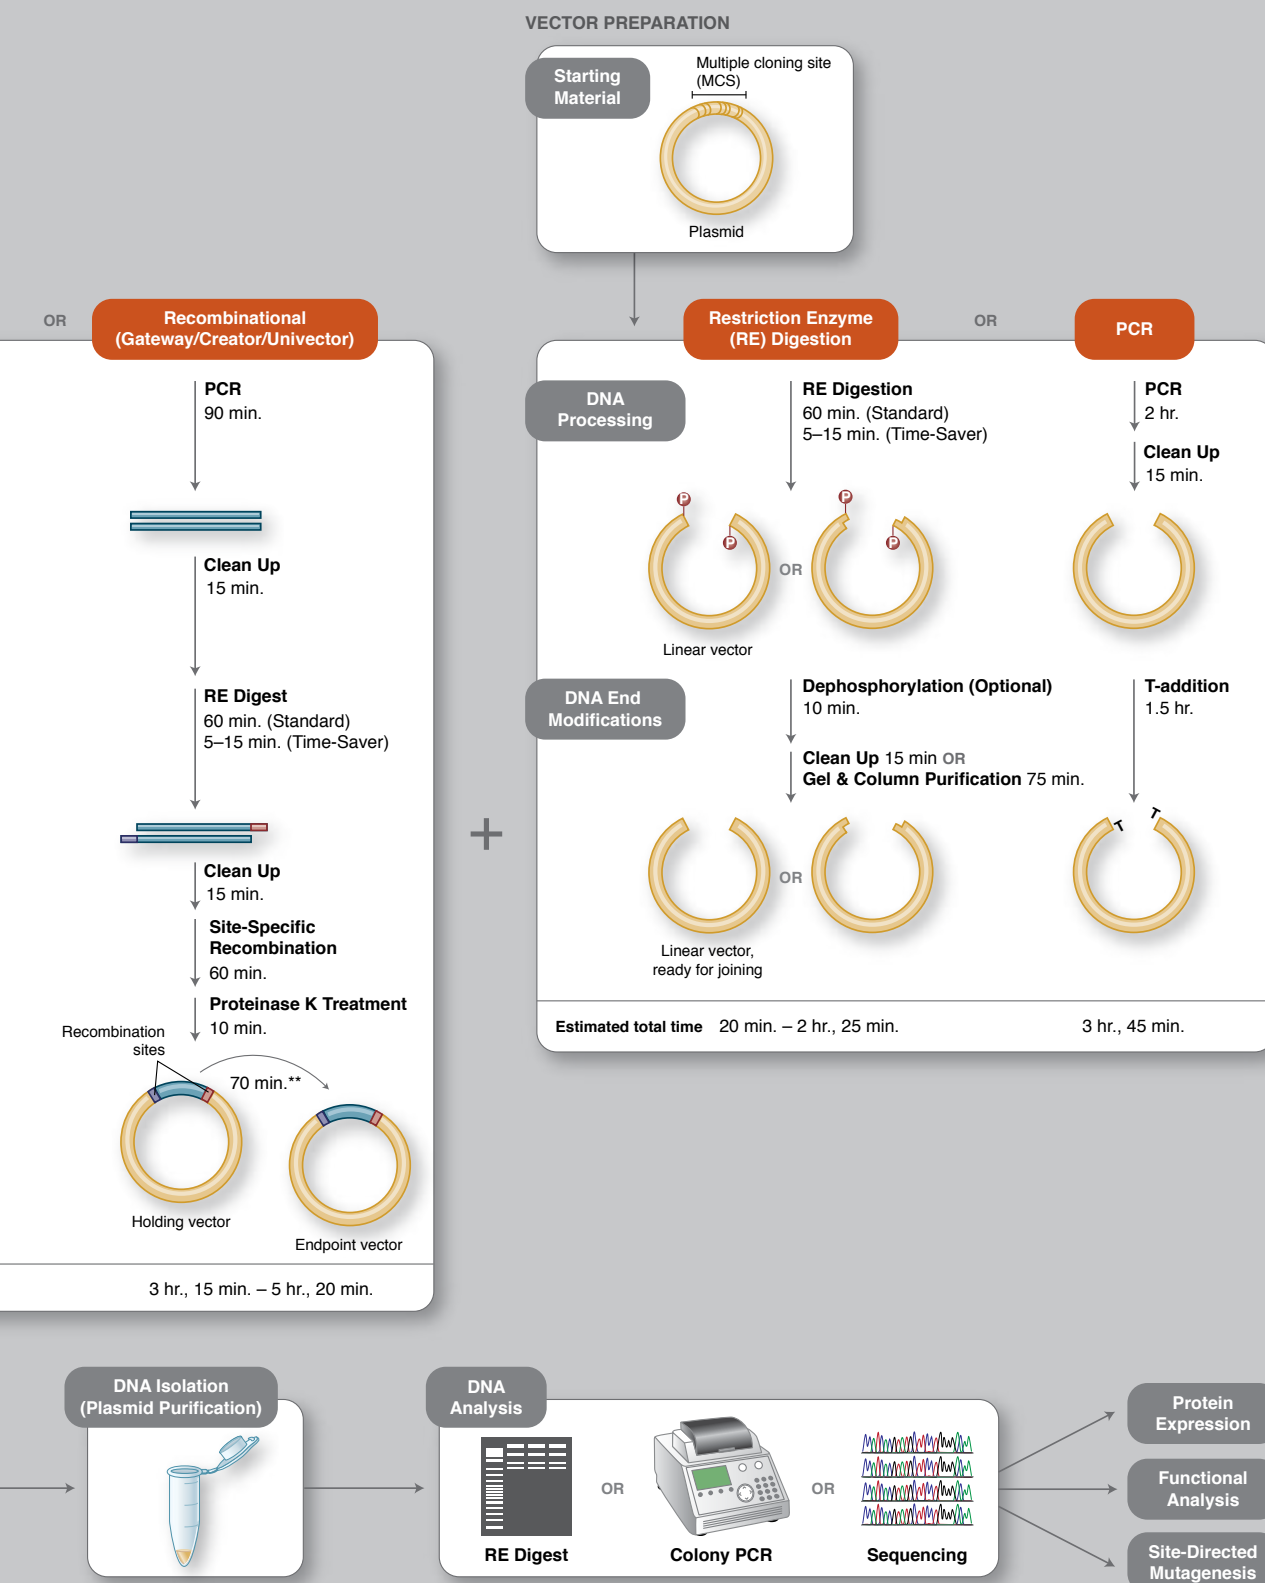 VECTOR PREPARATION
Starting
Material
Multiple cloning site
(MCS)
Plasmid
OR
Recombinational
(Gateway/Creator/Univector)
PCR
90 min.
Clean Up
15 min.
RE Digest
60 min. (Standard)
5–15 min. (Time-Saver)
Clean Up
15 min.
Site-Specific
Recombination
60 min.
Proteinase K Treatment
10 min.
Recombination
sites
70 min.**
Holding vector
Endpoint vector
3 hr., 15 min. – 5 hr., 20 min.
+
Restriction Enzyme
(RE) Digestion
OR
PCR
DNA
Processing
RE Digestion
60 min. (Standard)
5–15 min. (Time-Saver)
PCR
2 hr.
Clean Up
15 min.
P
P
P
P
OR
Linear vector
DNA End
Modifications
Dephosphorylation (Optional)
10 min.
Clean Up 15 min OR
Gel & Column Purification 75 min.
T-addition
1.5 hr.
T
T
OR
Linear vector,
ready for joining
Estimated total time 20 min. – 2 hr., 25 min.
3 hr., 45 min.
DNA Isolation
(Plasmid Purification)
DNA
Analysis
RE Digest
OR
Colony PCR
OR
Sequencing
Protein
Expression
Functional
Analysis
Site-Directed
Mutagenesis